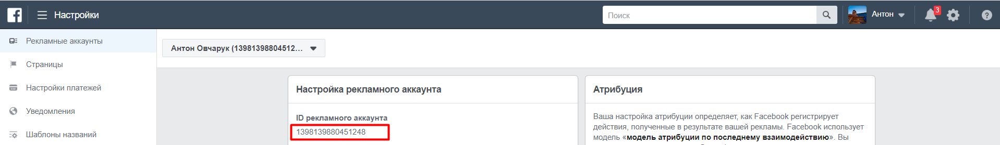 Настройки
Поиск
Антон
3
Рекламные аккаунты
Страницы
Настройки платежей
Уведомления
Шаблоны названий
Антон Овчарук (13981398804512...
Настройка рекламного аккаунта
ID рекламного аккаунта
1398139880451248
Атрибуция
Ваша настройка атрибуции определяет, как Facebook регистрирует
действия, полученные в результате вашей рекламы. Facebook использует
модель «модель атрибуции по последнему взаимодействию». Вы